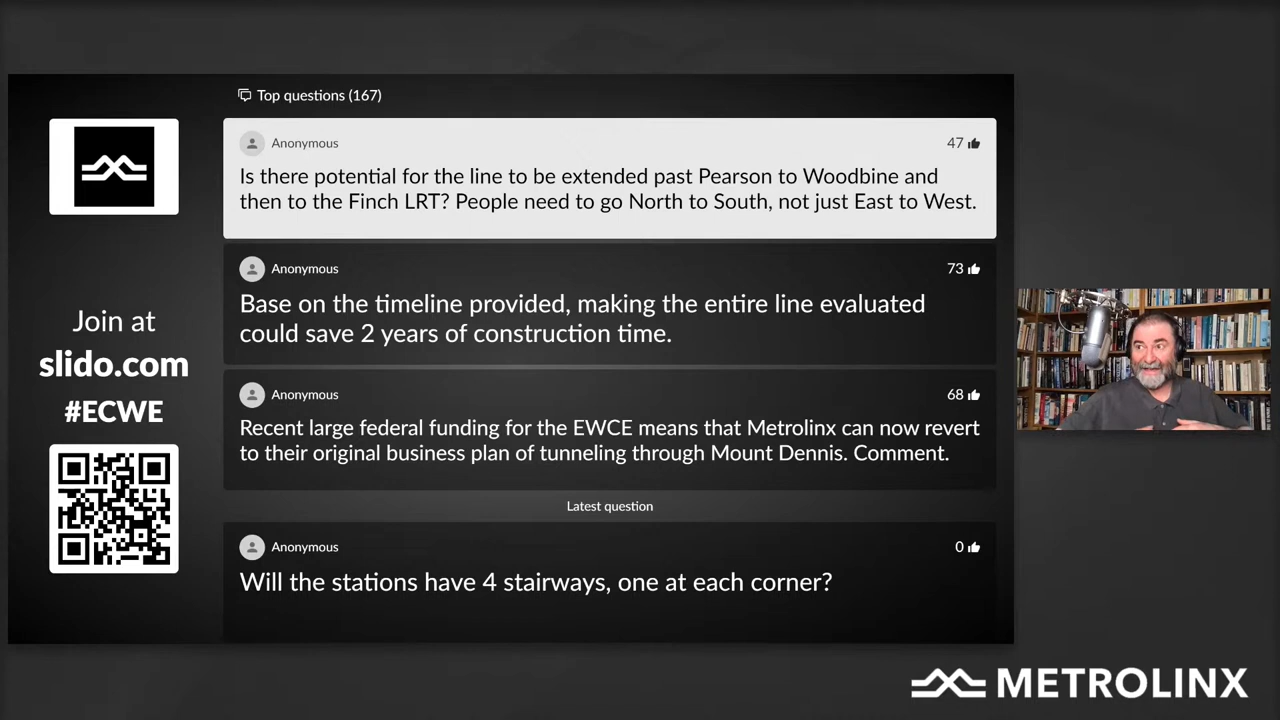 Top questions (167)
Anonymous
47
Is there potential for the line to be extended past Pearson to Woodbine and
then to the Finch LRT? People need to go North to South, not just East to West.
Anonymous
73
Base on the timeline provided, making the entire line evaluated
could save 2 years of construction time.
Anonymous
68
Recent large federal funding for the EWCE means that Metrolinx can now revert
to their original business plan of tunneling through Mount Dennis. Comment.
Latest question
Anonymous
0
Will the stations have 4 stairways, one at each corner?
Join at
slido.com
#ECWE
METROLINX